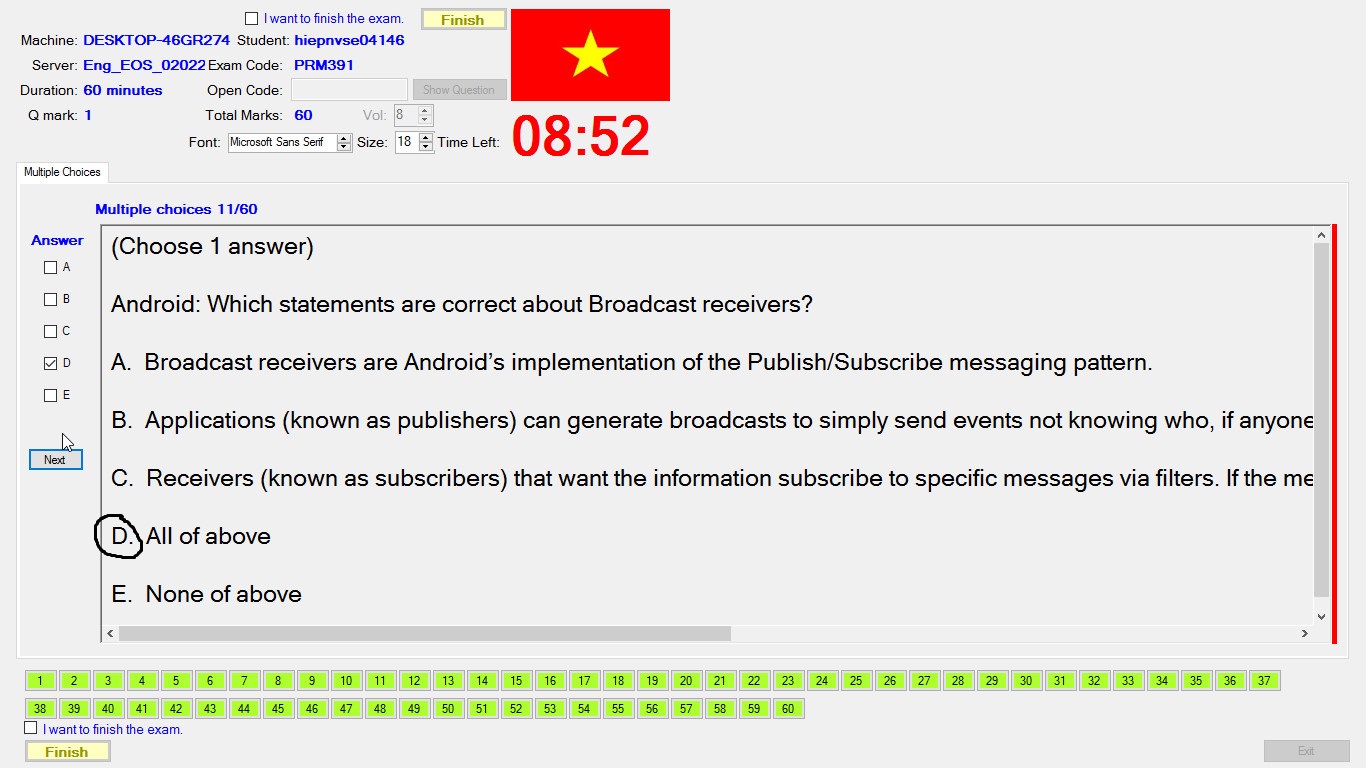 I want to finish the exam. Finish
Machine: DESKTOP-46GR274 Student: hiepnvse04146
Server: Eng_EOS_02022 Exam Code: PRM391
Duration: 60 minutes Open Code: Show Question
Q mark: 1 Total Marks: 60 Vol: 8
Font: Microsoft Sans Serif Size: 18 Time Left: 08:52
Multiple Choices
Multiple choices 11/60
Answer
A
B
C
D
E
Next
(Choose 1 answer)
Android: Which statements are correct about Broadcast receivers?
A. Broadcast receivers are Android’s implementation of the Publish/Subscribe messaging pattern.
B. Applications (known as publishers) can generate broadcasts to simply send events not knowing who, if anyone
C. Receivers (known as subscribers) that want the information subscribe to specific messages via filters. If the me
D. All of above
E. None of above
1 2 3 4 5 6 7 8 9 10 11 12 13 14 15 16 17 18 19 20 21 22 23 24 25 26 27 28 29 30 31 32 33 34 35 36 37
38 39 40 41 42 43 44 45 46 47 48 49 50 51 52 53 54 55 56 57 58 59 60
I want to finish the exam.
Finish Exit